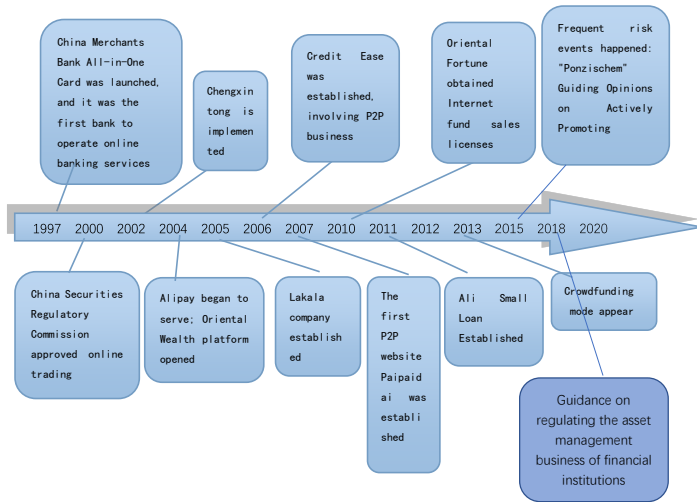 China Merchants
Bank All-in-One
Card was launched,
and it was the
first bank to
operate online
banking services
Chengxin
tong is
implemen
ted
Credit Ease
was
established,
involving P2P
business
Oriental
Fortune
obtained
Internet
fund sales
licenses
Frequent risk
events happened:
"Ponzischem"
Guiding Opinions
on Actively
Promoting
1997 2000 2002 2004 2005 2006 2007 2010 2011 2012 2013 2015 2018 2020
China Securities
Regulatory
Commission
approved online
trading
Alipay began to
serve; Oriental
Wealth platform
opened
Lakala
company
establish
ed
The
first
P2P
website
Paipaid
ai was
establi
shed
Ali Small
Loan
Established
Crowdfunding
mode appear
Guidance on
regulating the asset
management
business of financial
institutions